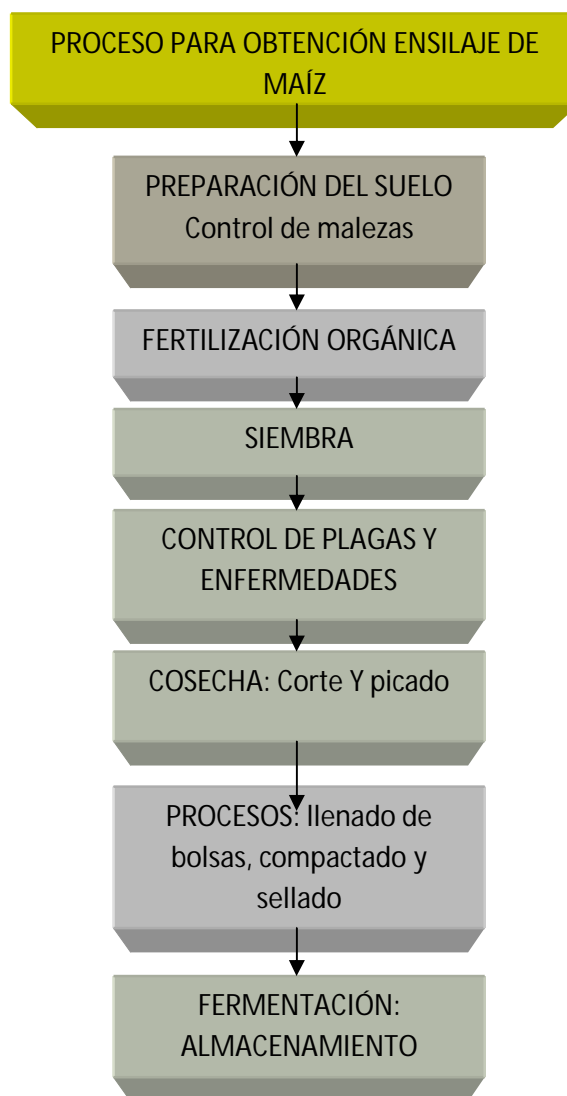 PROCESO PARA OBTENCIÓN ENSILAJE DE
MAÍZ
PREPARACIÓN DEL SUELO
Control de malezas
FERTILIZACIÓN ORGÁNICA
SIEMBRA
CONTROL DE PLAGAS Y
ENFERMEDADES
COSECHA: Corte Y picado
PROCESOS: llenado de
bolsas, compactado y
sellado
FERMENTACIÓN:
ALMACENAMIENTO